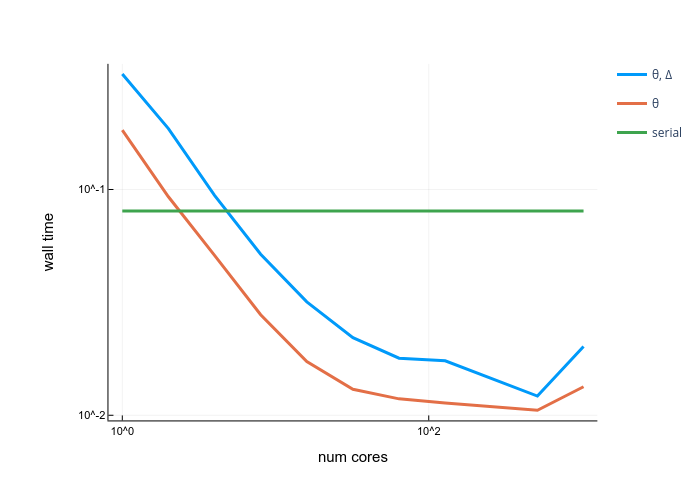 θ, Δ
θ
serial
10^-1
wall time
10^-2
10^0
10^2
num cores